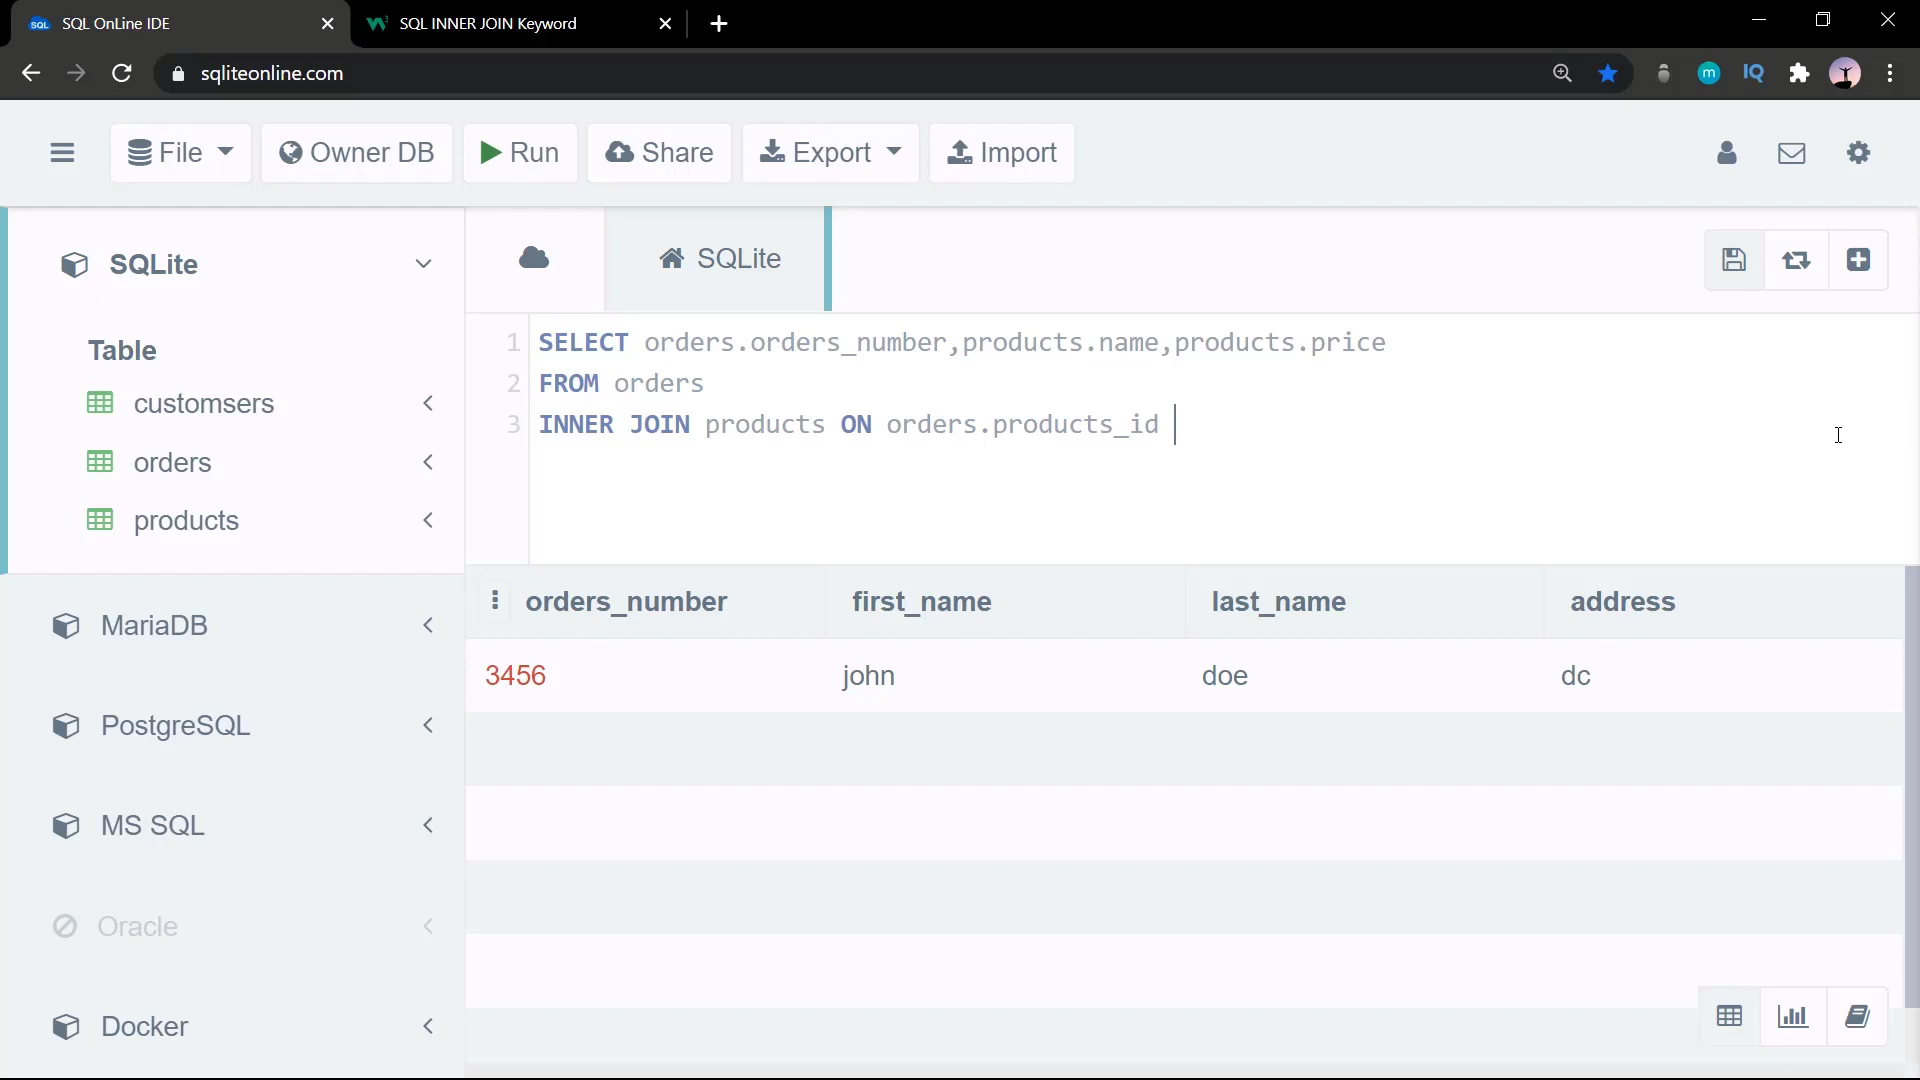 SQL OnLine IDE
SQL INNER JOIN Keyword
sqliteonline.com
File
Owner DB
Run
Share
Export
Import
SQLite
SQLite
Table
customsers
orders
products
1 SELECT orders.orders_number,products.name,products.price
2 FROM orders
3 INNER JOIN products ON orders.products_id
orders_number first_name last_name address
3456 john doe dc
MariaDB
PostgreSQL
MS SQL
Oracle
Docker